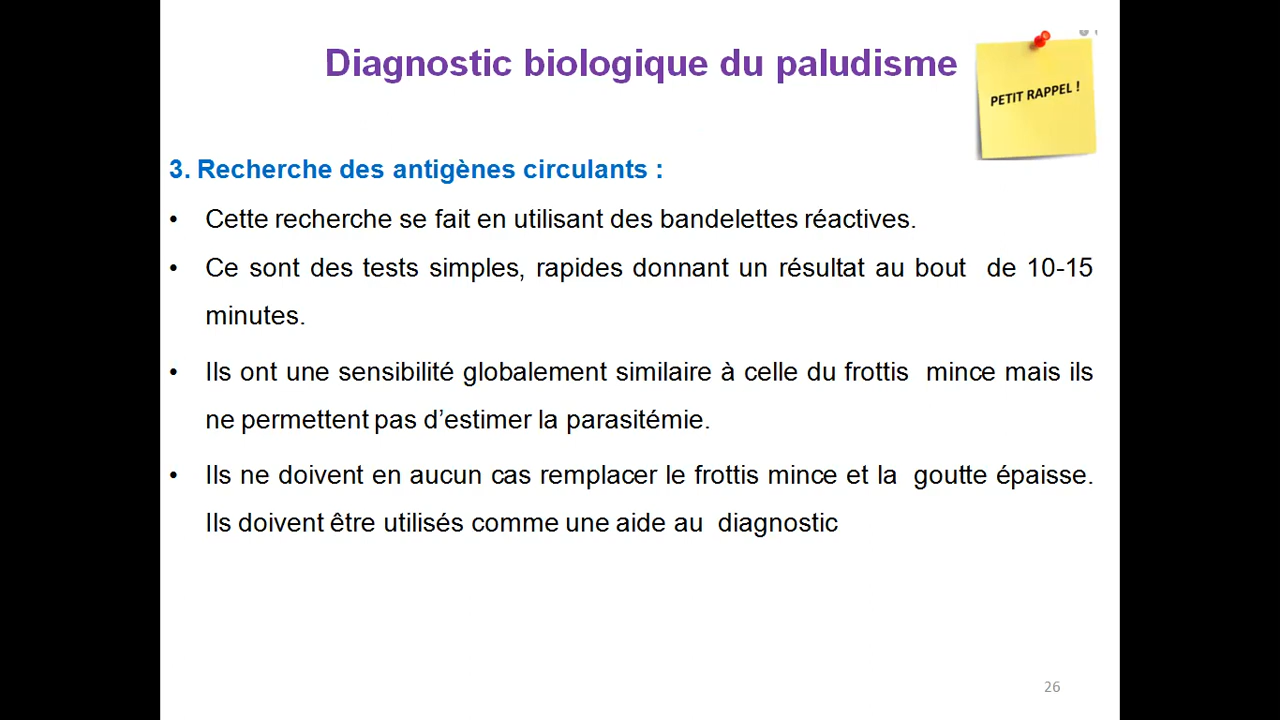 Diagnostic biologique du paludisme
PETIT RAPPEL !
3. Recherche des antigènes circulants :
• Cette recherche se fait en utilisant des bandelettes réactives.
• Ce sont des tests simples, rapides donnant un résultat au bout de 10-15
minutes.
• Ils ont une sensibilité globalement similaire à celle du frottis mince mais ils
ne permettent pas d’estimer la parasitémie.
• Ils ne doivent en aucun cas remplacer le frottis mince et la goutte épaisse.
Ils doivent être utilisés comme une aide au diagnostic
26